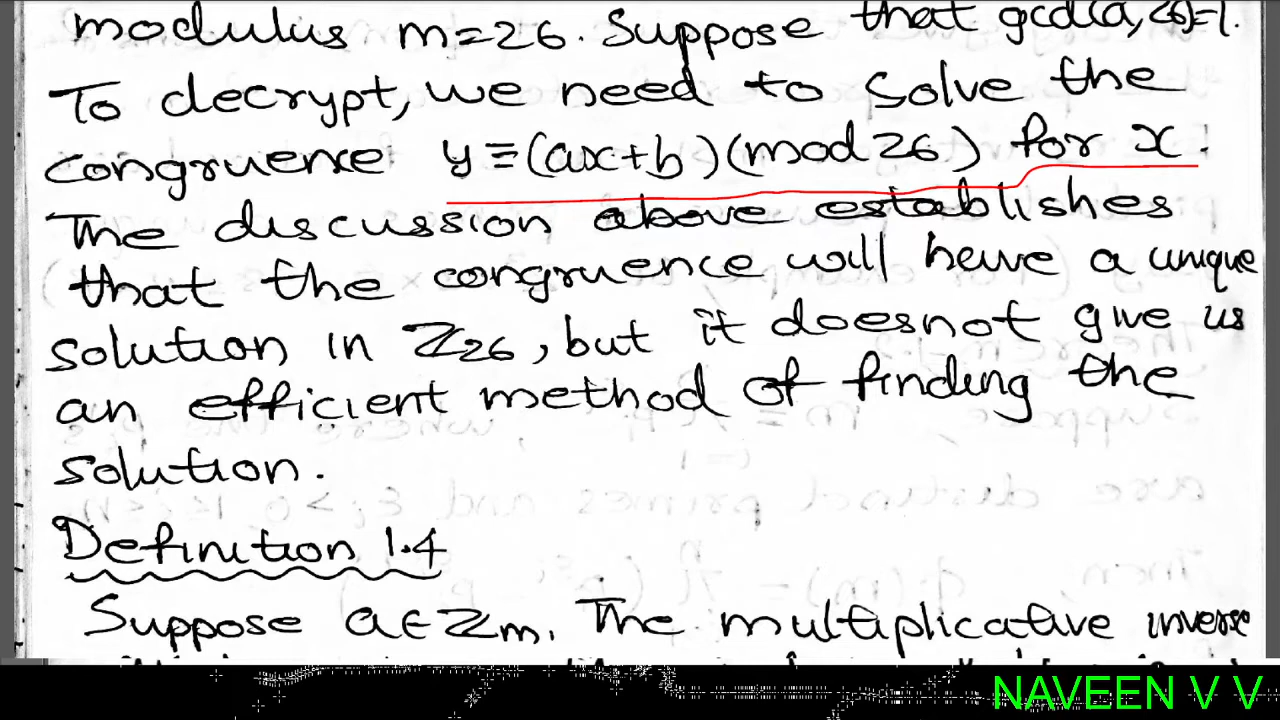 modulus m=26. Suppose that gcd(a,26)=1.
To decrypt, we need to solve the
congruence y≡(ax+b)(mod 26) for x.
The discussion above establishes
that the congruence will have a unique
solution in ℤ26, but it doesnot give us
an efficient method of finding the
solution.
Definition 1.4
Suppose a∈ℤm. The multiplicative inverse
NAVEEN V V